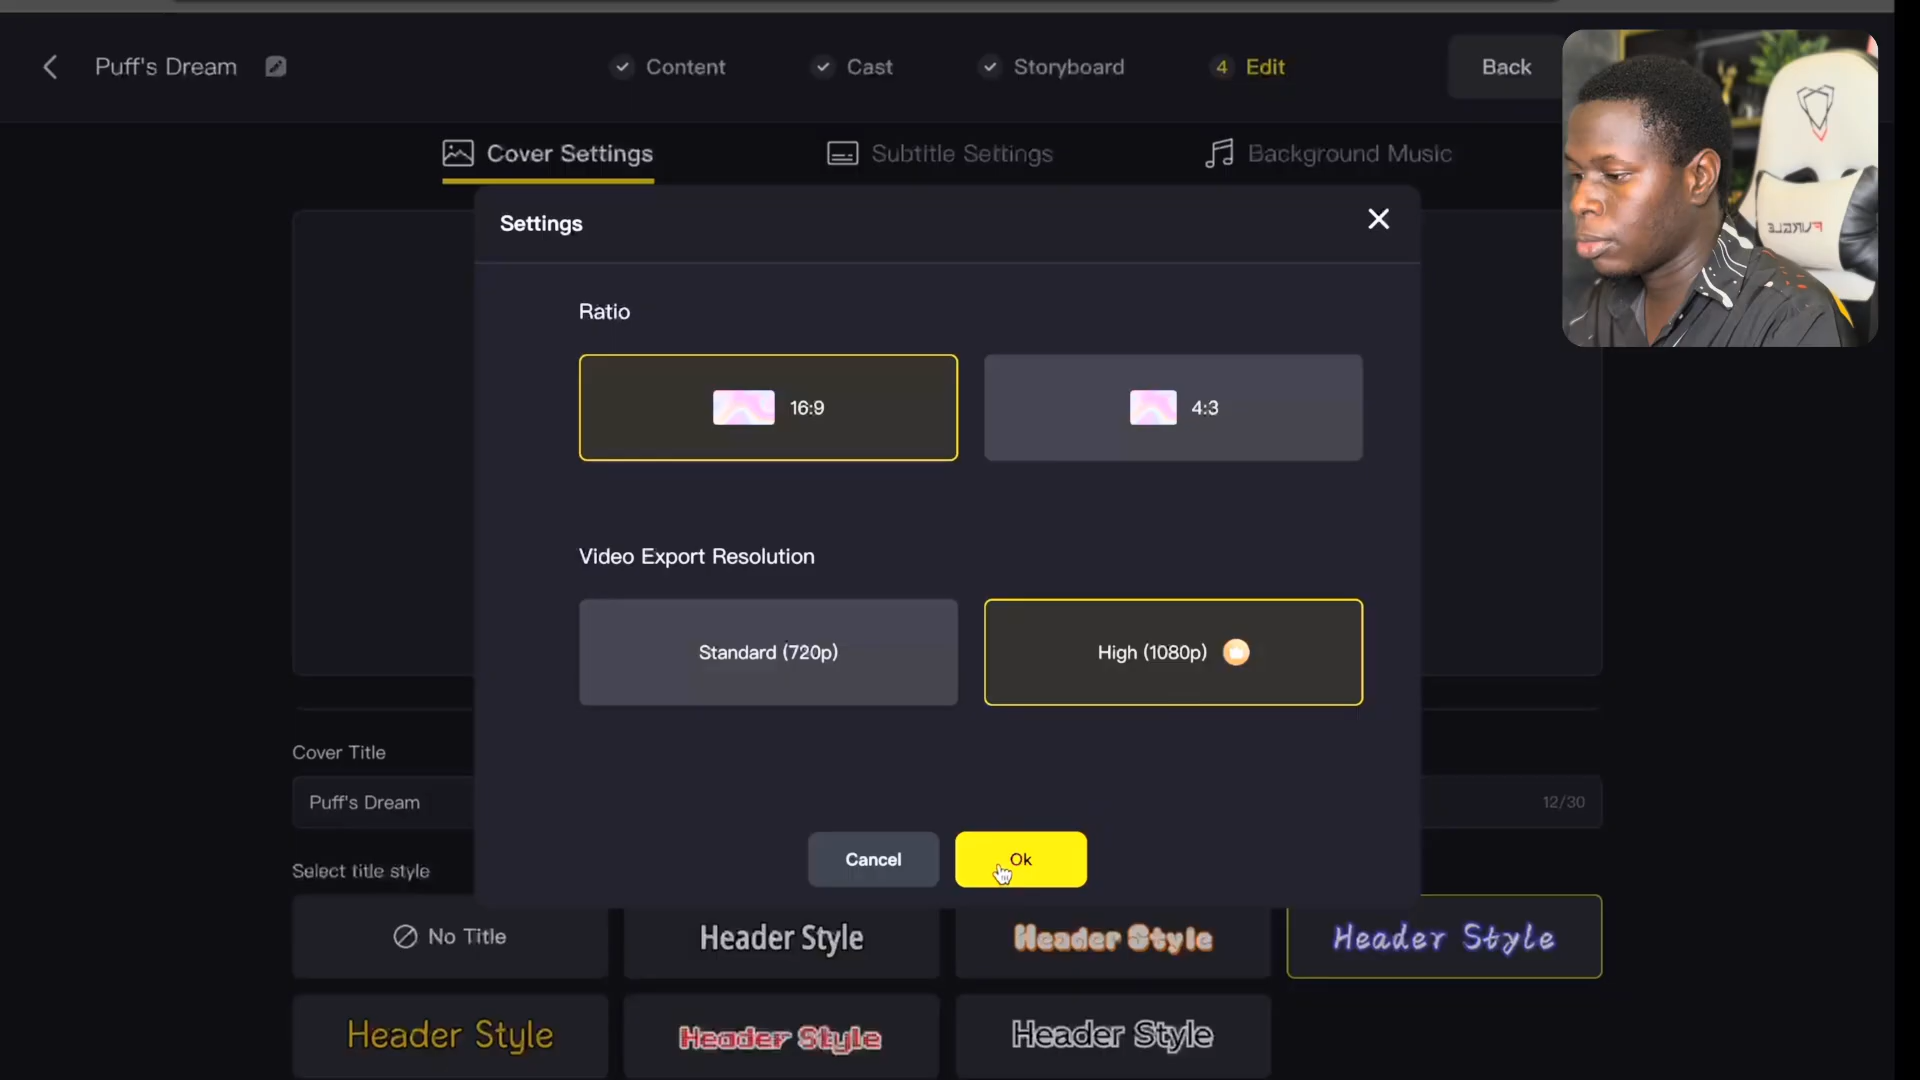 Puff's Dream
Content
Cast
Storyboard
4 Edit
Back
Cover Settings
Subtitle Settings
Background Music
Settings
Ratio
16:9
4:3
Video Export Resolution
Standard (720p)
High (1080p)
Cover Title
Puff's Dream
12/30
Cancel
Ok
Select title style
No Title
Header Style
Header Style
Header Style
Header Style
Header Style
Header Style